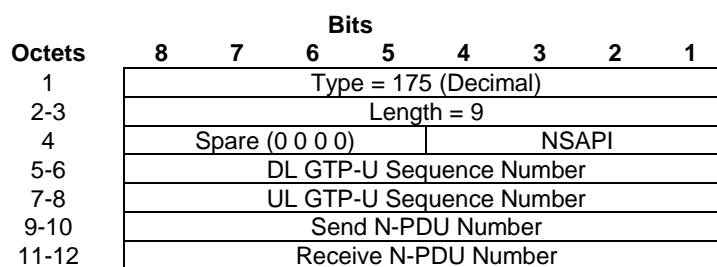 Bits
Octets 8 7 6 5 4 3 2 1
1 Type = 175 (Decimal)
2-3 Length = 9
4 Spare (0 0 0 0) NSAPI
5-6 DL GTP-U Sequence Number
7-8 UL GTP-U Sequence Number
9-10 Send N-PDU Number
11-12 Receive N-PDU Number